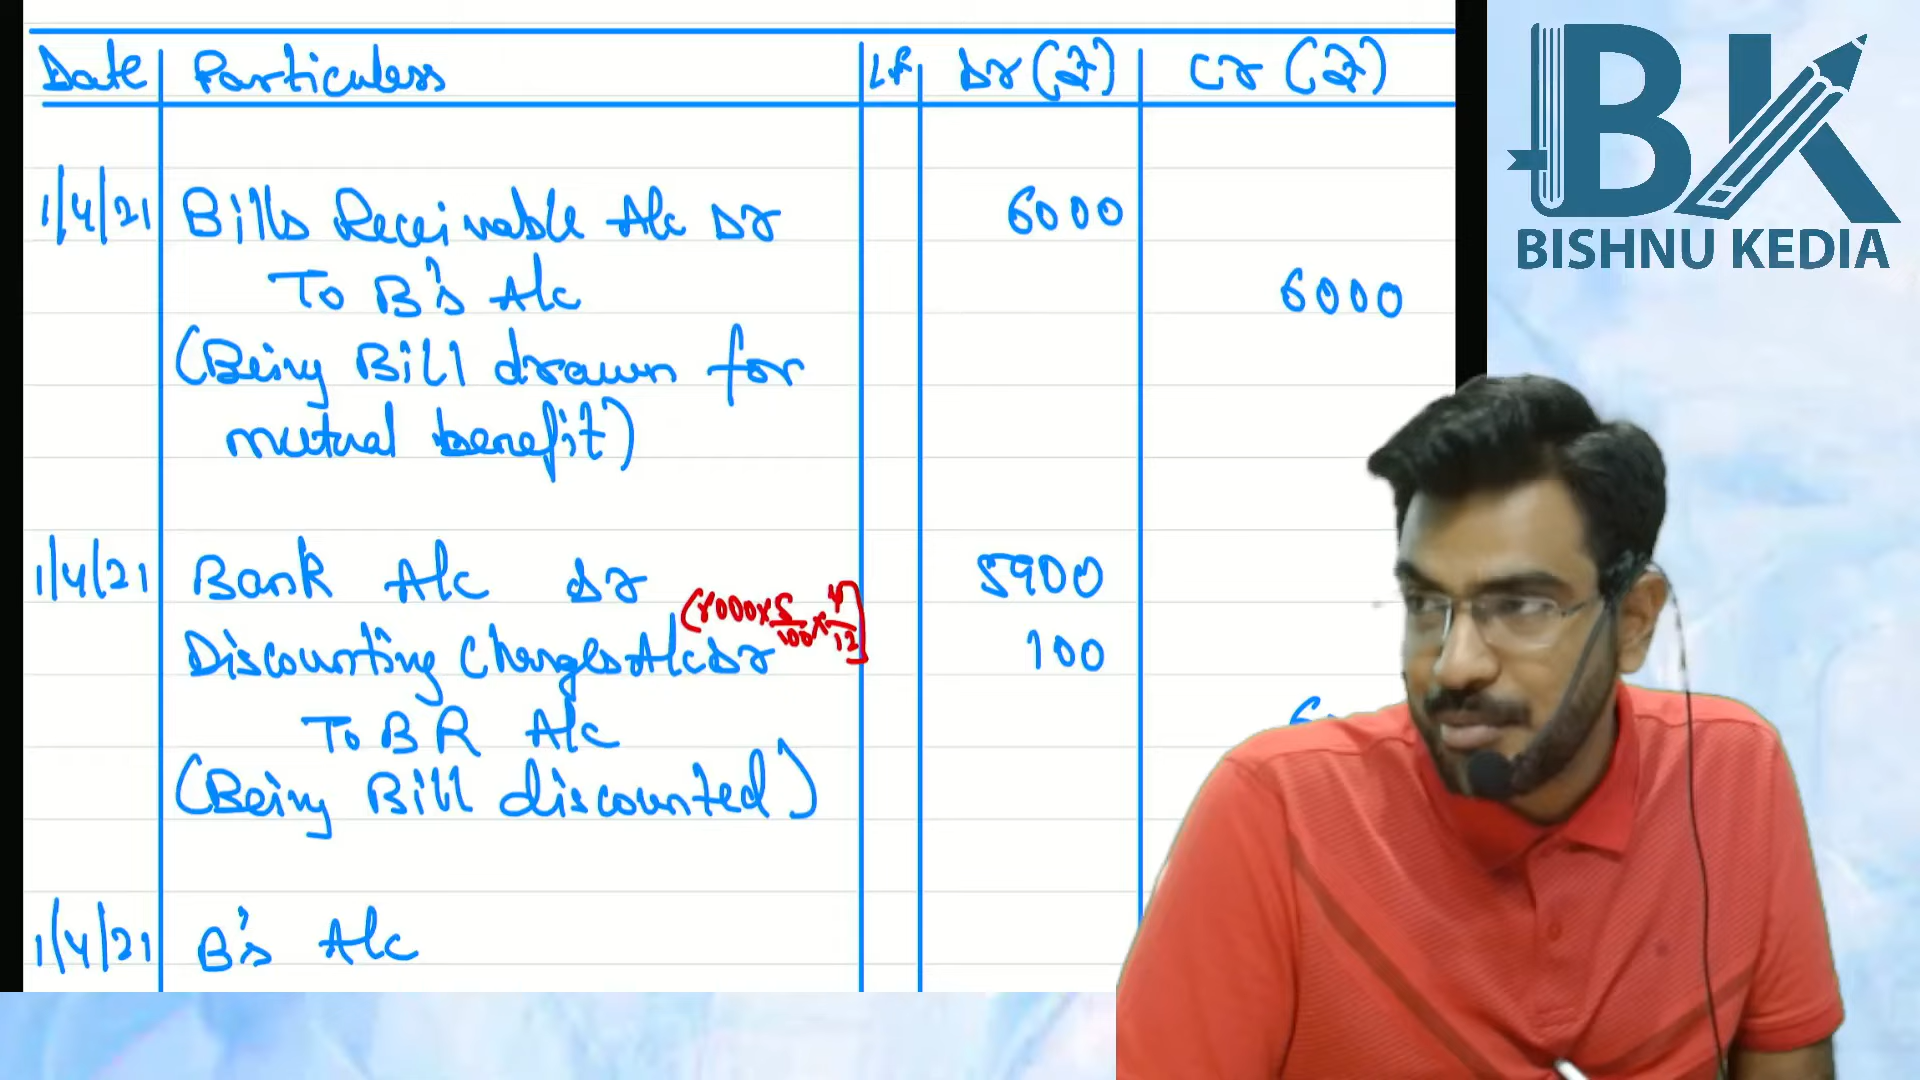 Date Particulars LF Dr (₹) Cr (₹)
1/4/21 Bills Receivable A/c Dr 6000
To B's A/c 6000
(Being Bill drawn for
mutual benefit)
1/4/21 Bank A/c Dr 5900
(6000 × 5/100 × 4/12)
Discounting Charges A/c Dr 100
To BR A/c
(Being Bill discounted)
1/4/21 B's A/c
BK
BISHNU KEDIA